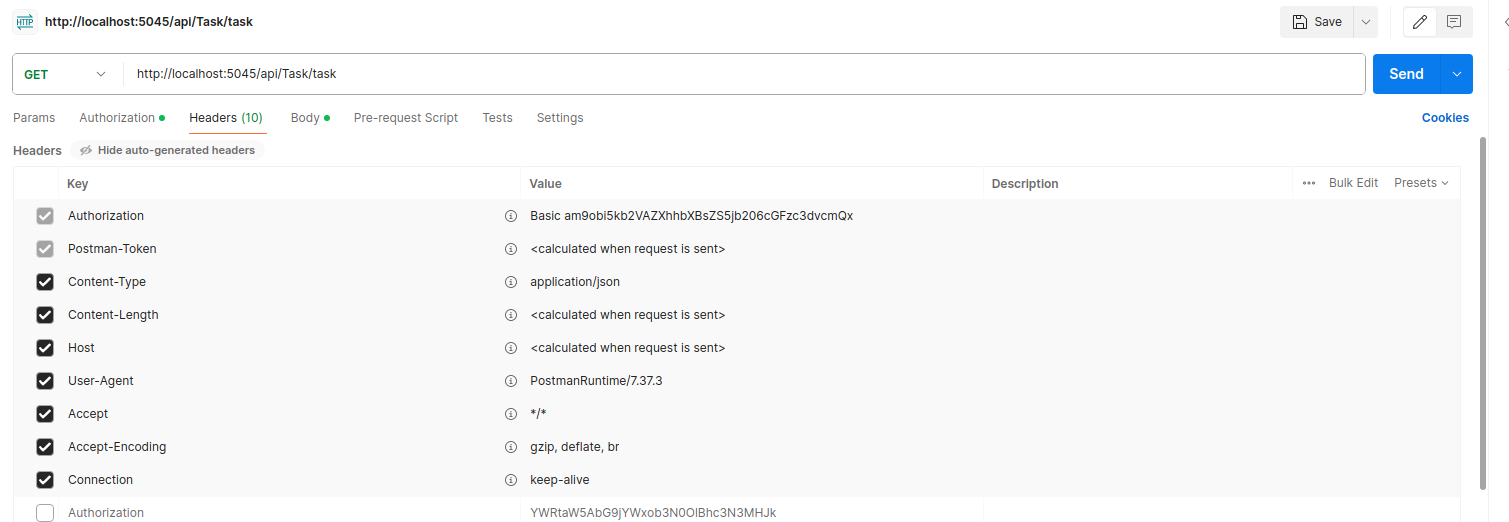 HTTP http://localhost:5045/api/Task/task Save
GET http://localhost:5045/api/Task/task Send
Params Authorization Headers (10) Body Pre-request Script Tests Settings Cookies
Headers Hide auto-generated headers
Key Value Description Bulk Edit Presets
Authorization Basic am9obi5kb2VAZXhhbXBsZS5jb206cGFzc3dvcmQx
Postman-Token <calculated when request is sent>
Content-Type application/json
Content-Length <calculated when request is sent>
Host <calculated when request is sent>
User-Agent PostmanRuntime/7.37.3
Accept */*
Accept-Encoding gzip, deflate, br
Connection keep-alive
Authorization YWRtaW5AbG9jYWxob3N0OlBhc3N3MHJk